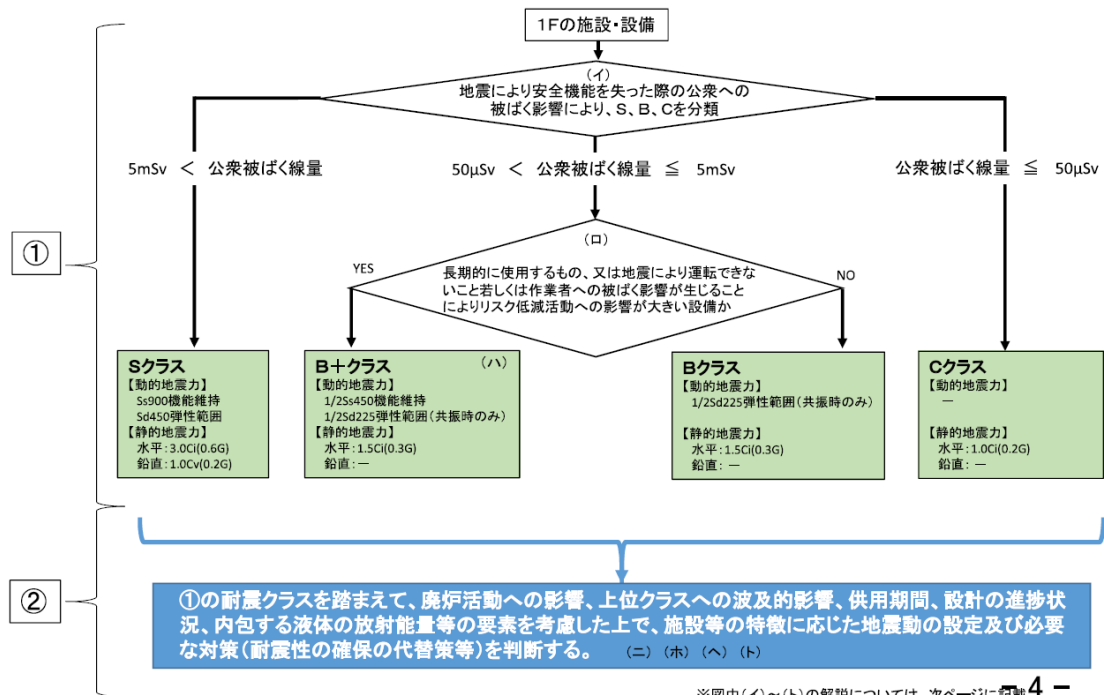 1Fの施設・設備
(イ)
地震により安全機能を失った際の公衆への
被ばく影響により、S、B、Cを分類
5mSv < 公衆被ばく線量
50μSv < 公衆被ばく線量 ≦ 5mSv
公衆被ばく線量 ≦ 50μSv
①
(ロ)
YES
NO
長期的に使用するもの、又は地震により運転できな
いこと若しくは作業者への被ばく影響が生じること
によりリスク低減活動への影響が大きい設備か
Sクラス
【動的地震力】
Ss900機能維持
Sd450弾性範囲
【静的地震力】
水平:3.0Ci(0.6G)
鉛直:1.0Cv(0.2G)
B+クラス (ハ)
【動的地震力】
1/2Ss450機能維持
1/2Sd225弾性範囲(共振時のみ)
【静的地震力】
水平:1.5Ci(0.3G)
鉛直:―
Bクラス
【動的地震力】
1/2Sd225弾性範囲(共振時のみ)
【静的地震力】
水平:1.5Ci(0.3G)
鉛直:―
Cクラス
【動的地震力】
―
【静的地震力】
水平:1.0Ci(0.2G)
鉛直:―
②
①の耐震クラスを踏まえて、廃炉活動への影響、上位クラスへの波及的影響、供用期間、設計の進捗状
況、内包する液体の放射能量等の要素を考慮した上で、施設等の特徴に応じた地震動の設定及び必要
な対策(耐震性の確保の代替策等)を判断する。 (ニ) (ホ) (ヘ) (ト)
※図中(イ)~(ト)の解説については、次ページに記載
- 4 -